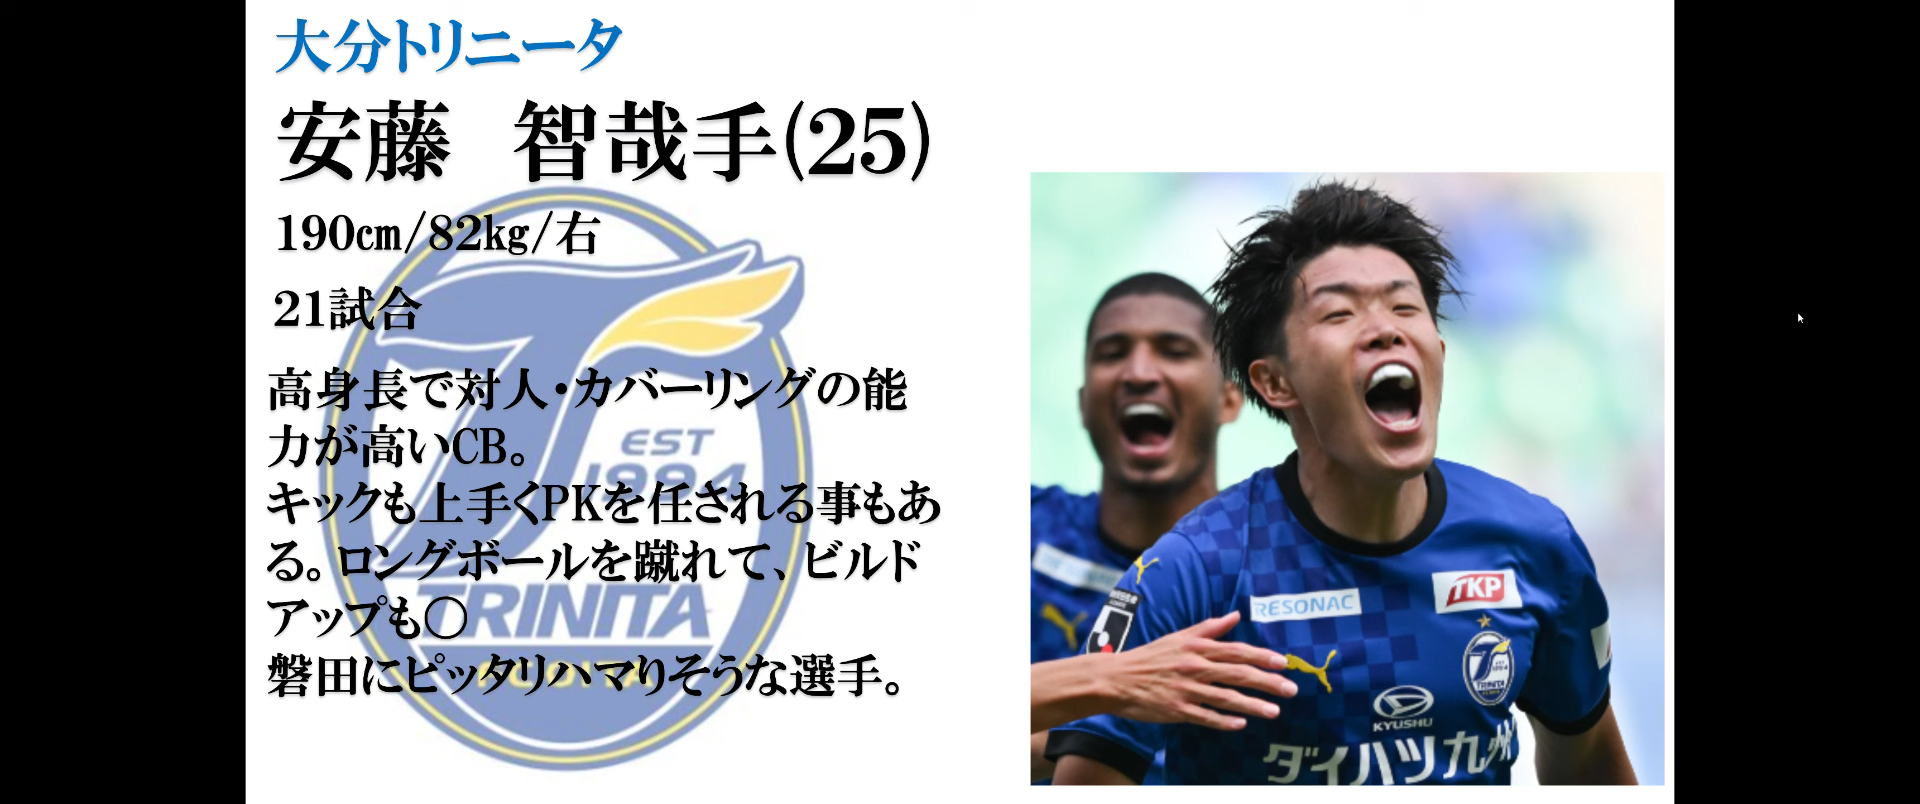 大分トリニータ
安藤　智哉手(25)
190cm/82kg/右
21試合
高身長で対人・カバーリングの能
力が高いCB。
キックも上手くPKを任される事もあ
る。ロングボールを蹴れて、ビルド
アップも〇
磐田にピッタリハマりそうな選手。
EST
1994
TRINITA
RESONAC
TKP
KYUSHU
ダイハツ九州